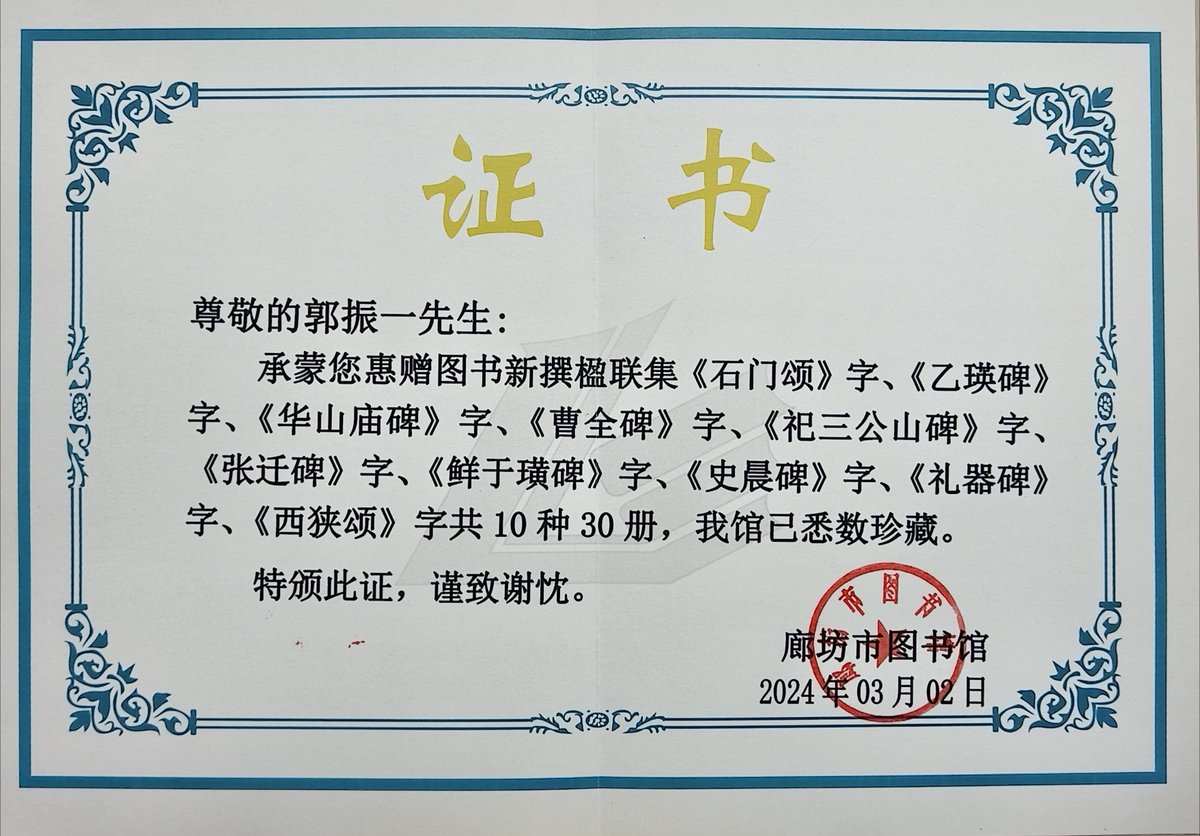 证书
尊敬的郭振一先生：
承蒙您惠赠图书新撰楹联集《石门颂》字、《乙瑛碑》
字、《华山庙碑》字、《曹全碑》字、《祀三公山碑》字、
《张迁碑》字、《鲜于璜碑》字、《史晨碑》字、《礼器碑》
字、《西狭颂》字共10种30册，我馆已悉数珍藏。
特颁此证，谨致谢忱。
廊坊市图书馆
2024年03月02日